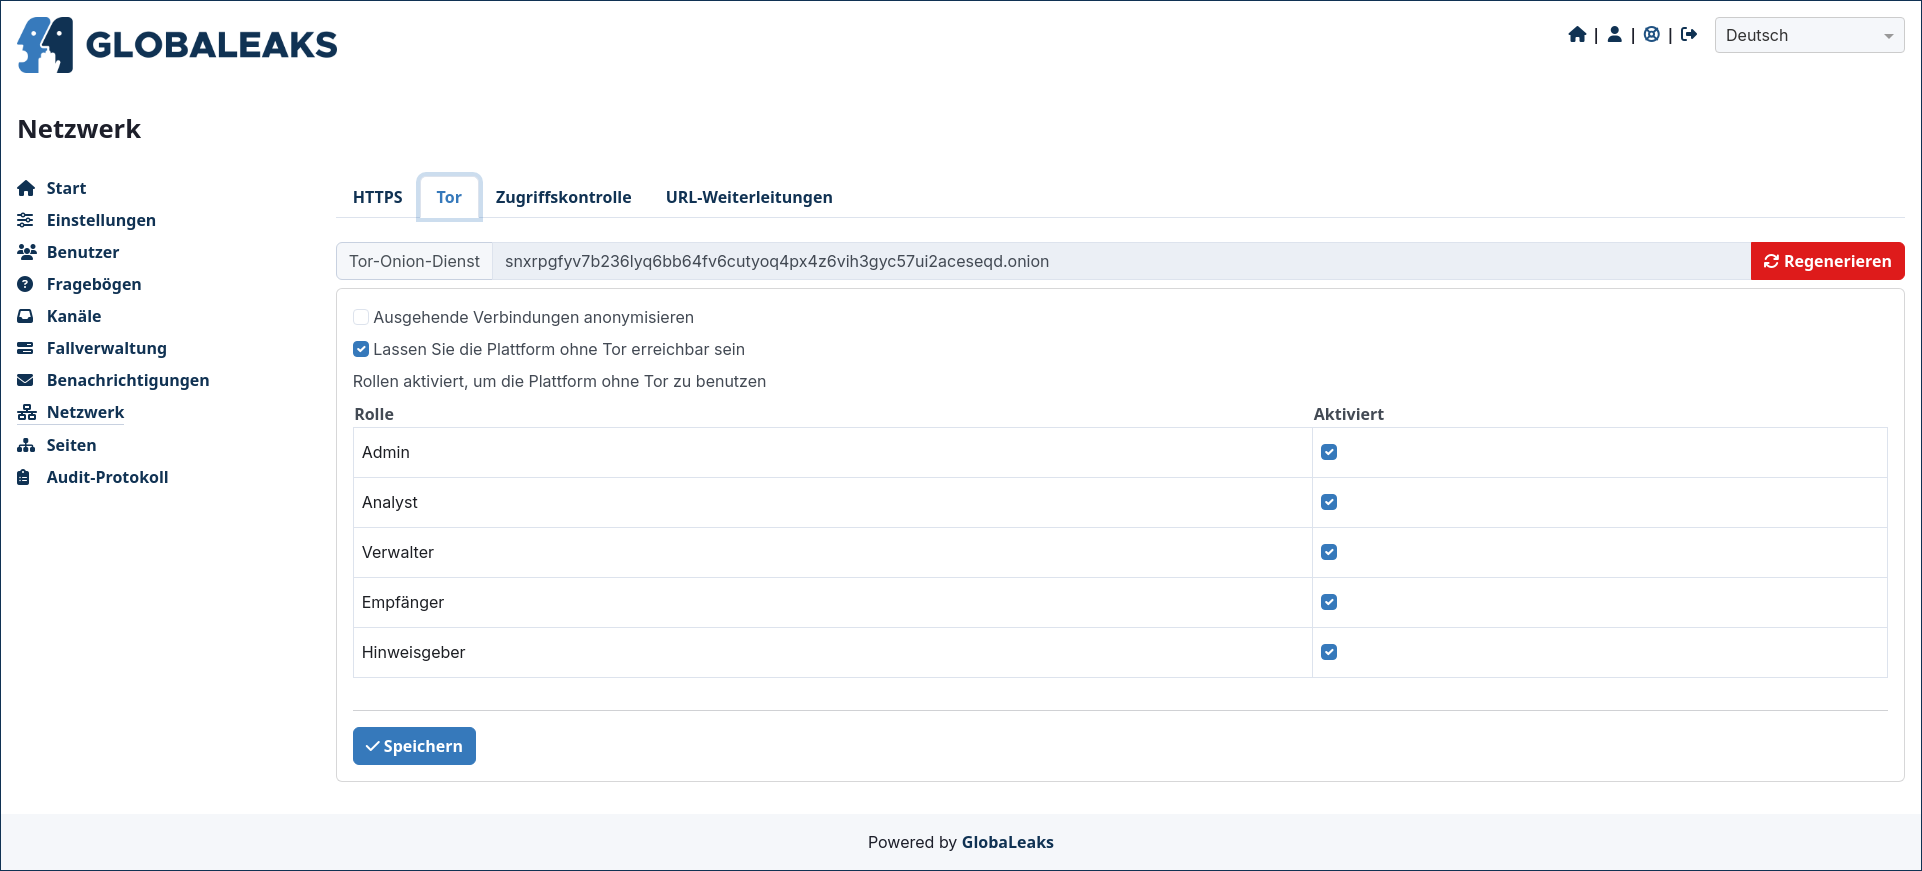 GLOBALEAKS
| | |
Deutsch
Netzwerk
Start
Einstellungen
Benutzer
Fragebögen
Kanäle
Fallverwaltung
Benachrichtigungen
Netzwerk
Seiten
Audit-Protokoll
HTTPS Tor Zugriffskontrolle URL-Weiterleitungen
Tor-Onion-Dienst snxrpgfyv7b236lyq6bb64fv6cutyoq4px4z6vih3gyc57ui2aceseqd.onion Regenerieren
Ausgehende Verbindungen anonymisieren
Lassen Sie die Plattform ohne Tor erreichbar sein
Rollen aktiviert, um die Plattform ohne Tor zu benutzen
Rolle Aktiviert
Admin
Analyst
Verwalter
Empfänger
Hinweisgeber
Speichern
Powered by GlobaLeaks